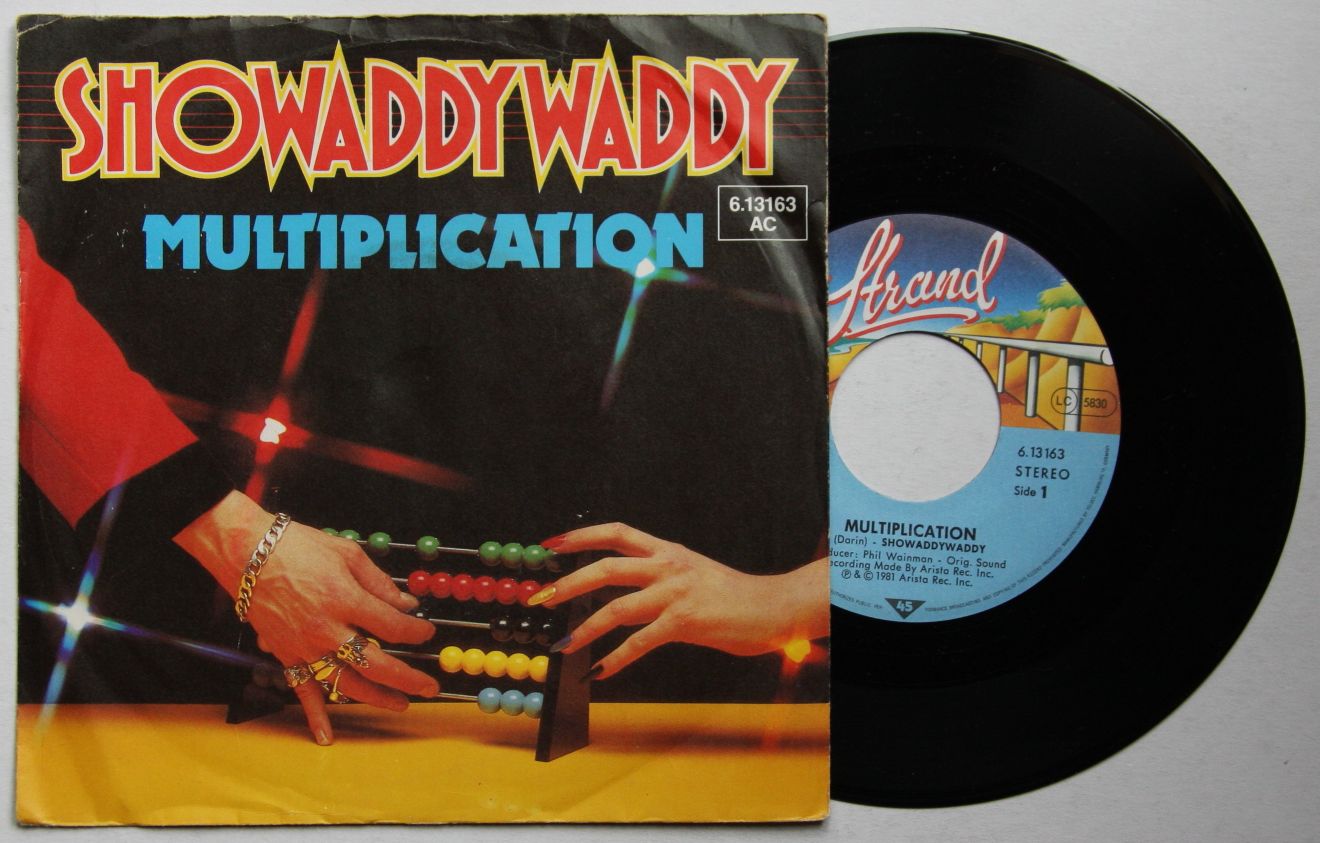 SHOWADDYWADDY
MULTIPLICATION
6.13163
AC
Strand
LC 5830
6.13163
STEREO
Side 1
MULTIPLICATION
(Darin) - SHOWADDYWADDY
ducer: Phil Wainman - Orig. Sound
ecording Made By Arista Rec. Inc.
℗ & © 1981 Arista Rec. Inc.
45